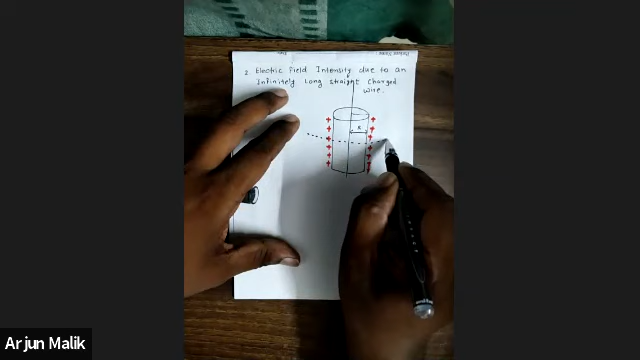 2. Electric Field Intensity due to an
Infinitely Long Straight Charged
wire.
R
Arjun Malik